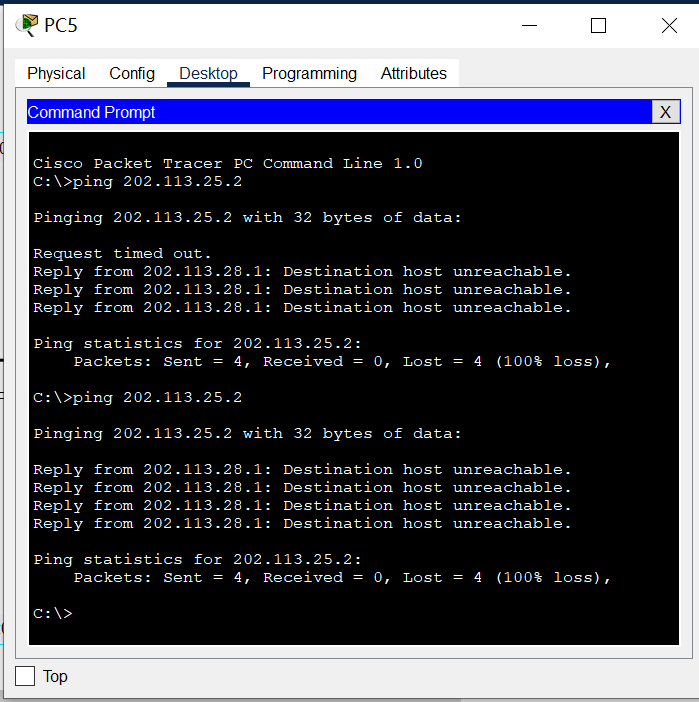 PC5
Physical Config Desktop Programming Attributes
Command Prompt
X
Cisco Packet Tracer PC Command Line 1.0
C:\>ping 202.113.25.2
Pinging 202.113.25.2 with 32 bytes of data:
Request timed out.
Reply from 202.113.28.1: Destination host unreachable.
Reply from 202.113.28.1: Destination host unreachable.
Reply from 202.113.28.1: Destination host unreachable.
Ping statistics for 202.113.25.2:
Packets: Sent = 4, Received = 0, Lost = 4 (100% loss),
C:\>ping 202.113.25.2
Pinging 202.113.25.2 with 32 bytes of data:
Reply from 202.113.28.1: Destination host unreachable.
Reply from 202.113.28.1: Destination host unreachable.
Reply from 202.113.28.1: Destination host unreachable.
Reply from 202.113.28.1: Destination host unreachable.
Ping statistics for 202.113.25.2:
Packets: Sent = 4, Received = 0, Lost = 4 (100% loss),
C:\>
Top